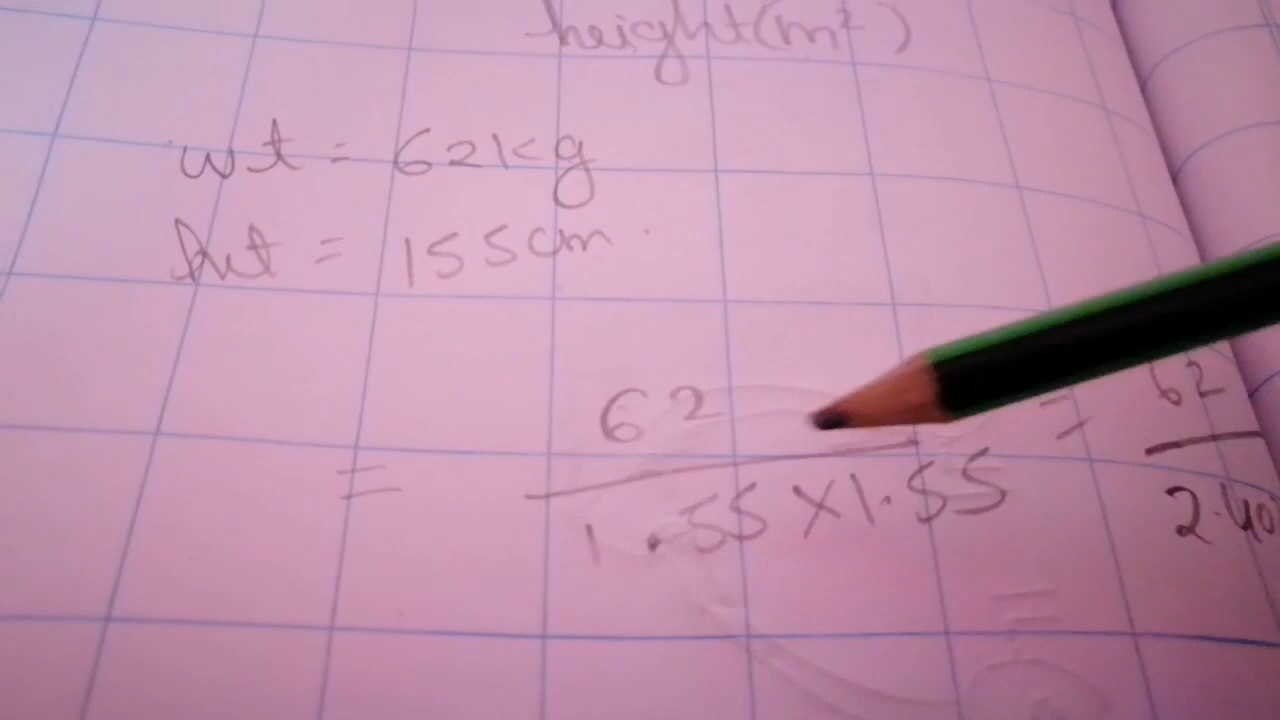 height(m²)
wt = 62kg
ht = 155cm.
= 62 / 1.55 X 1.55 = 62 / 2.40